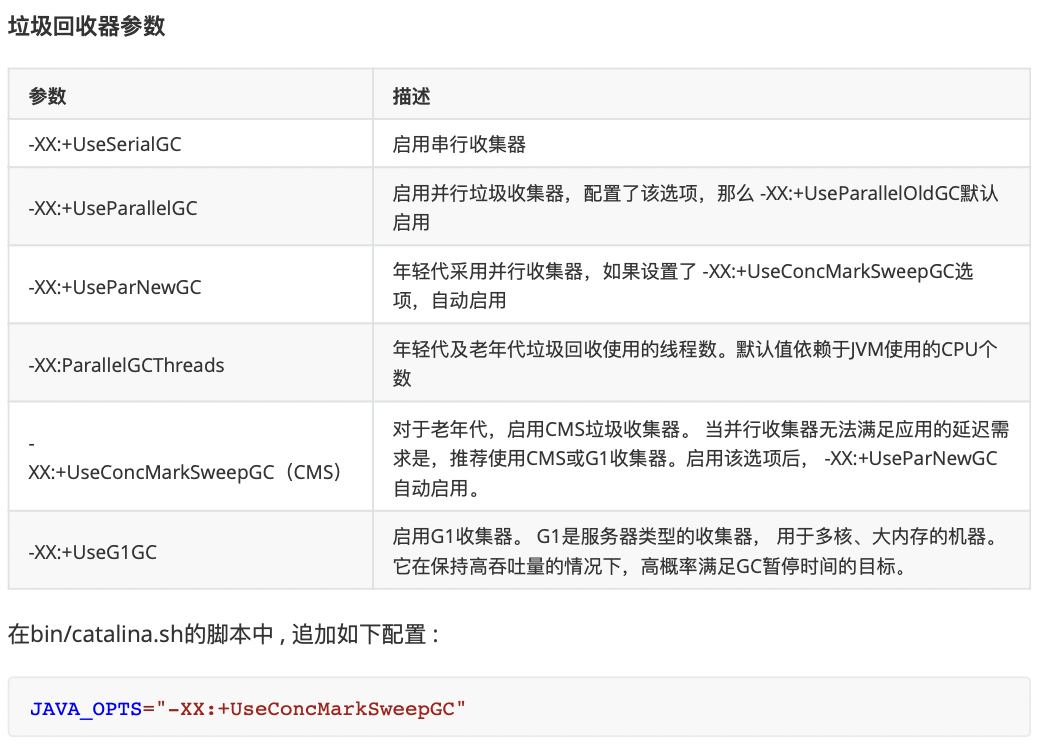 垃圾回收器参数
参数 描述
-XX:+UseSerialGC 启用串行收集器
-XX:+UseParallelGC
启用并行垃圾收集器，配置了该选项，那么 -XX:+UseParallelOldGC默认
启用
-XX:+UseParNewGC
年轻代采用并行收集器，如果设置了 -XX:+UseConcMarkSweepGC选
项，自动启用
-XX:ParallelGCThreads
年轻代及老年代垃圾回收使用的线程数。默认值依赖于JVM使用的CPU个
数
-
XX:+UseConcMarkSweepGC（CMS）
对于老年代，启用CMS垃圾收集器。 当并行收集器无法满足应用的延迟需
求是，推荐使用CMS或G1收集器。启用该选项后， -XX:+UseParNewGC
自动启用。
-XX:+UseG1GC
启用G1收集器。 G1是服务器类型的收集器， 用于多核、大内存的机器。
它在保持高吞吐量的情况下，高概率满足GC暂停时间的目标。
在bin/catalina.sh的脚本中 , 追加如下配置 :
JAVA_OPTS="-XX:+UseConcMarkSweepGC"